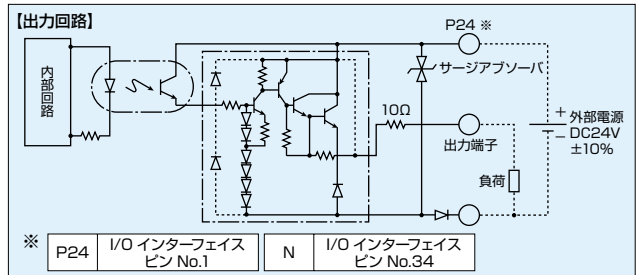 【出力回路】
P24 ※
内部回路
サージアブソーバ
10Ω
+
−
外部電源
DC24V
±10%
出力端子
負荷
※
P24 I/O インターフェイス ピン No.1
N I/O インターフェイス ピン No.34